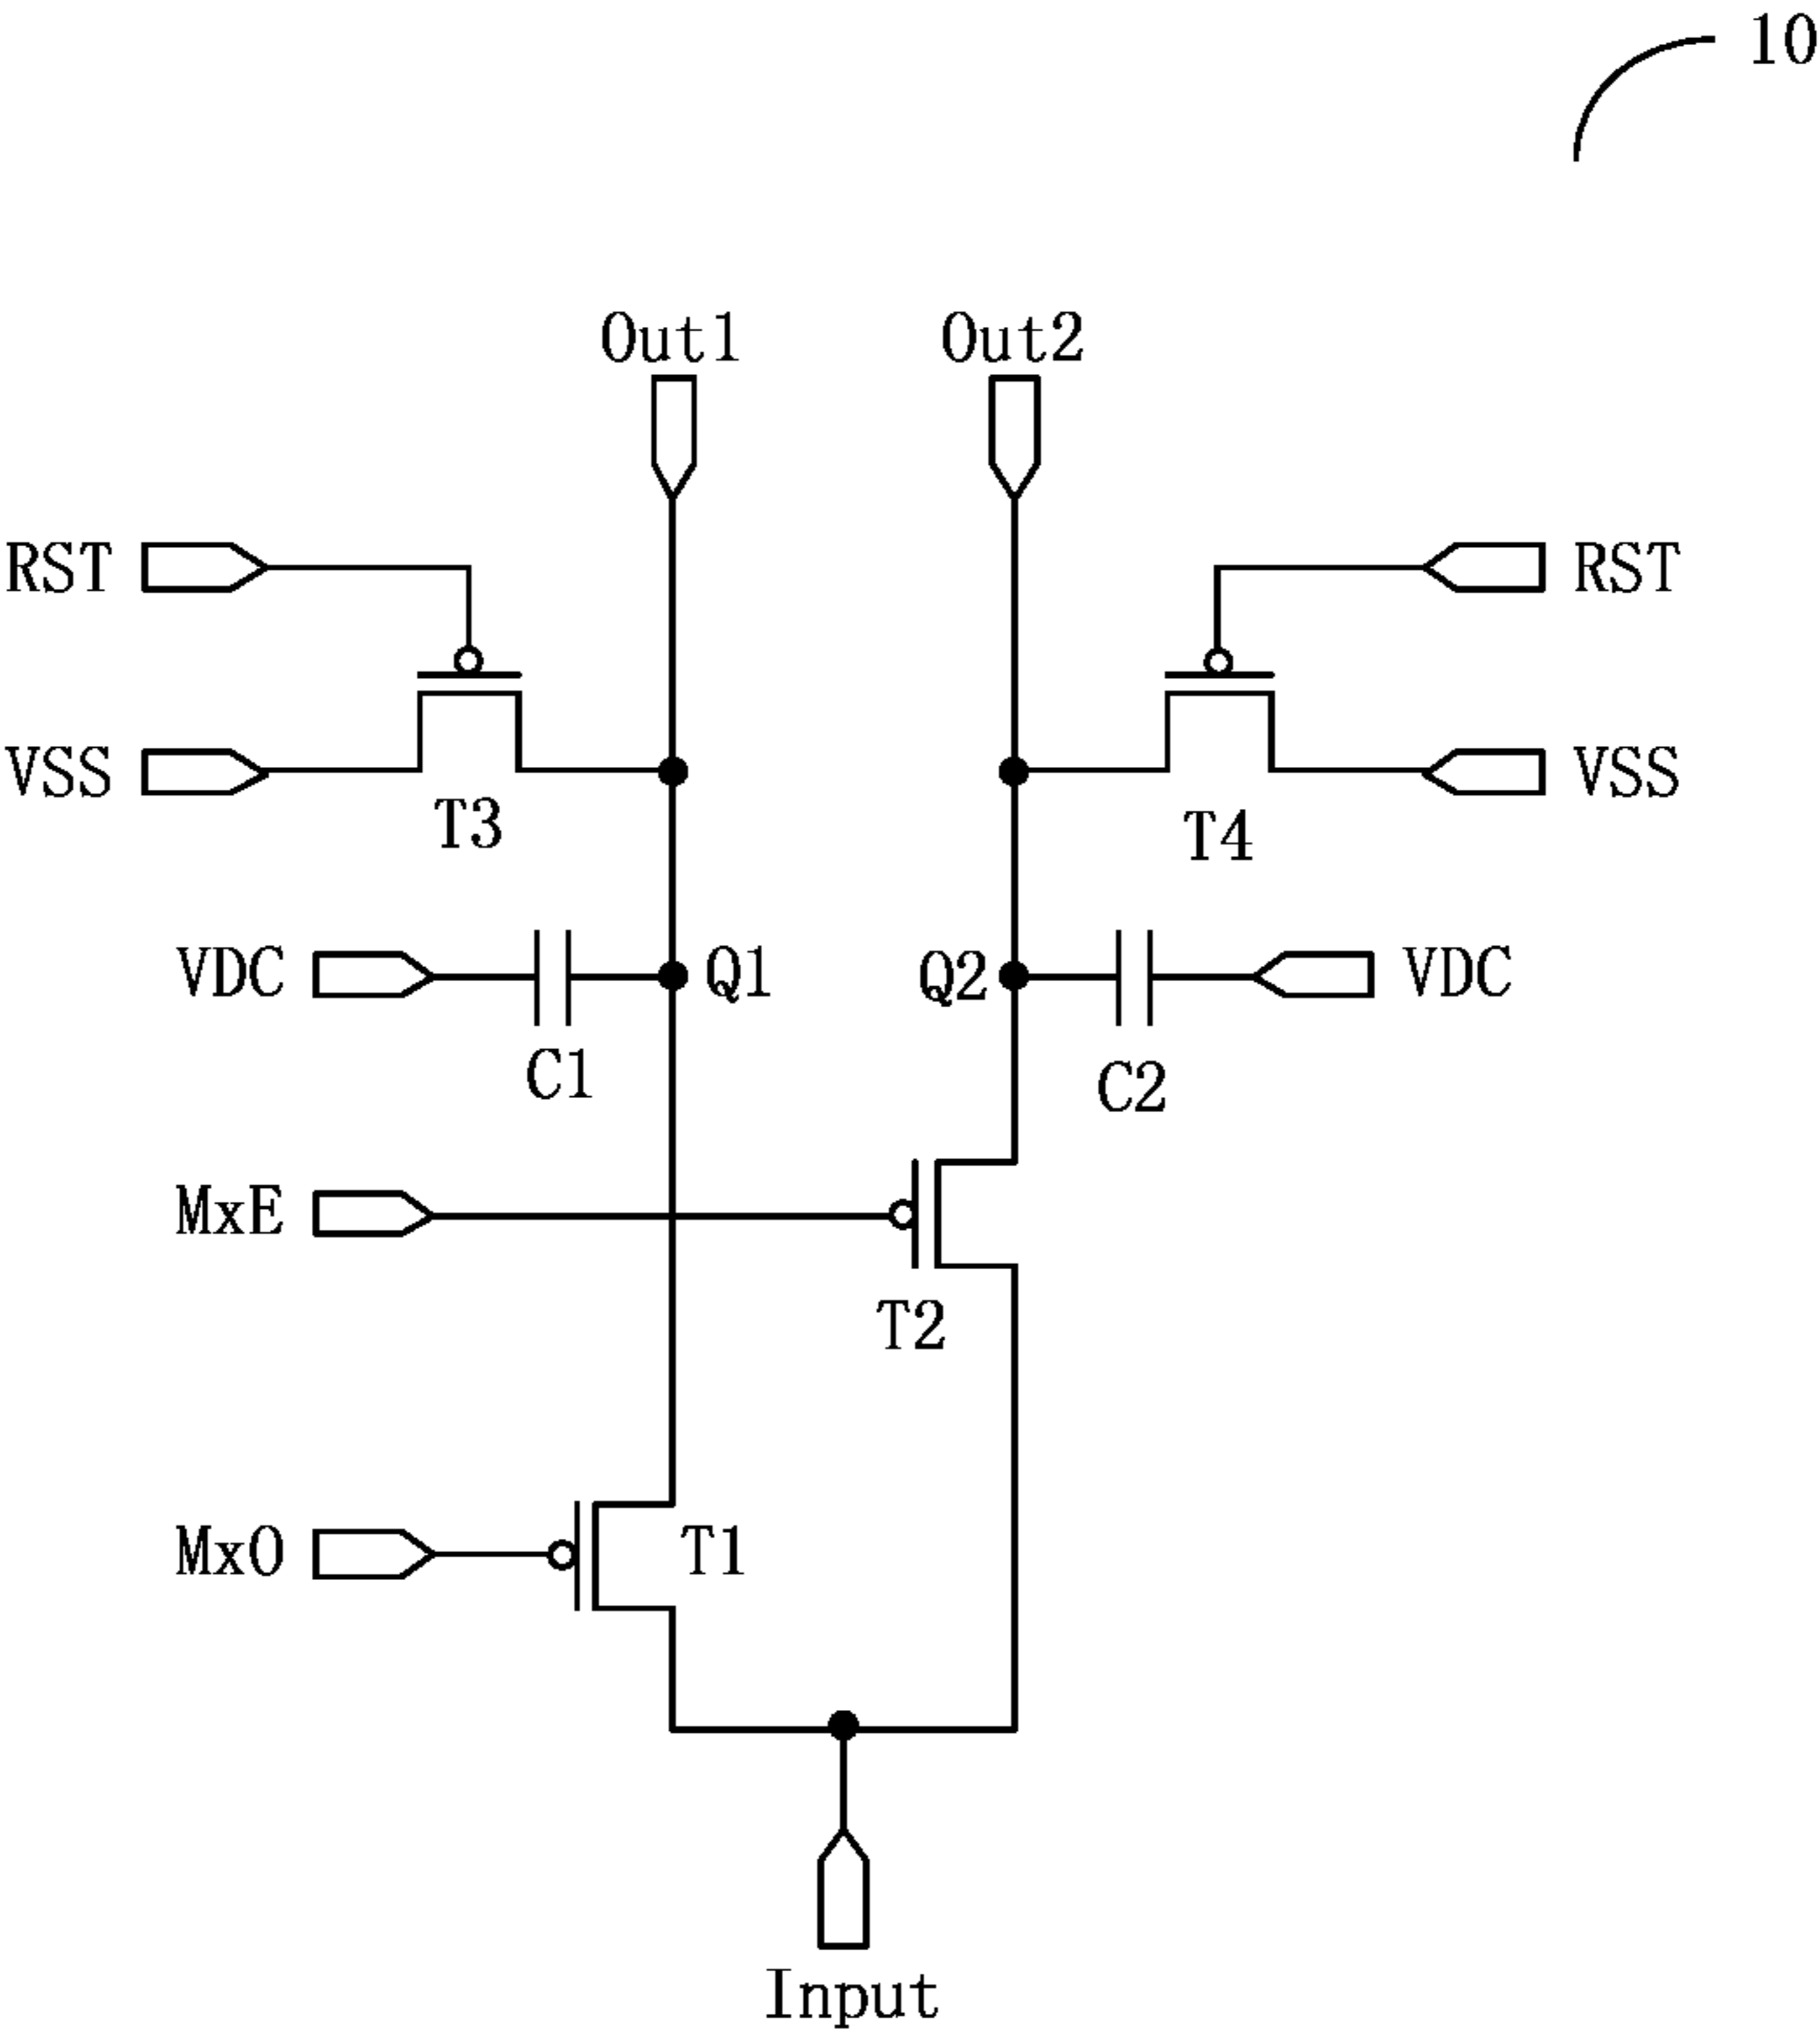 10
Out1 Out2
RST RST
VSS VSS
T3 T4
VDC Q1 Q2 VDC
C1 C2
MxE
T2
MxO T1
Input